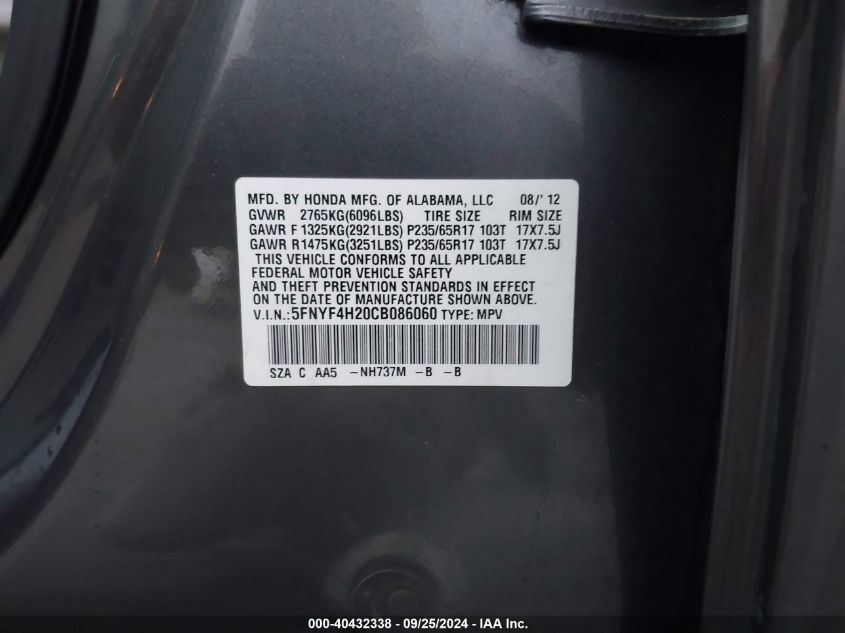 MFD. BY HONDA MFG. OF ALABAMA, LLC 08/'12
GVWR 2765KG(6096LBS) TIRE SIZE RIM SIZE
GAWR F 1325KG(2921LBS) P235/65R17 103T 17X7.5J
GAWR R1475KG(3251LBS) P235/65R17 103T 17X7.5J
THIS VEHICLE CONFORMS TO ALL APPLICABLE
FEDERAL MOTOR VEHICLE SAFETY
AND THEFT PREVENTION STANDARDS IN EFFECT
ON THE DATE OF MANUFACTURE SHOWN ABOVE.
V.I.N.:5FNYF4H20CB086060 TYPE: MPV
SZA C AA5 -NH737M -B -B
000-40432338 - 09/25/2024 - IAA Inc.